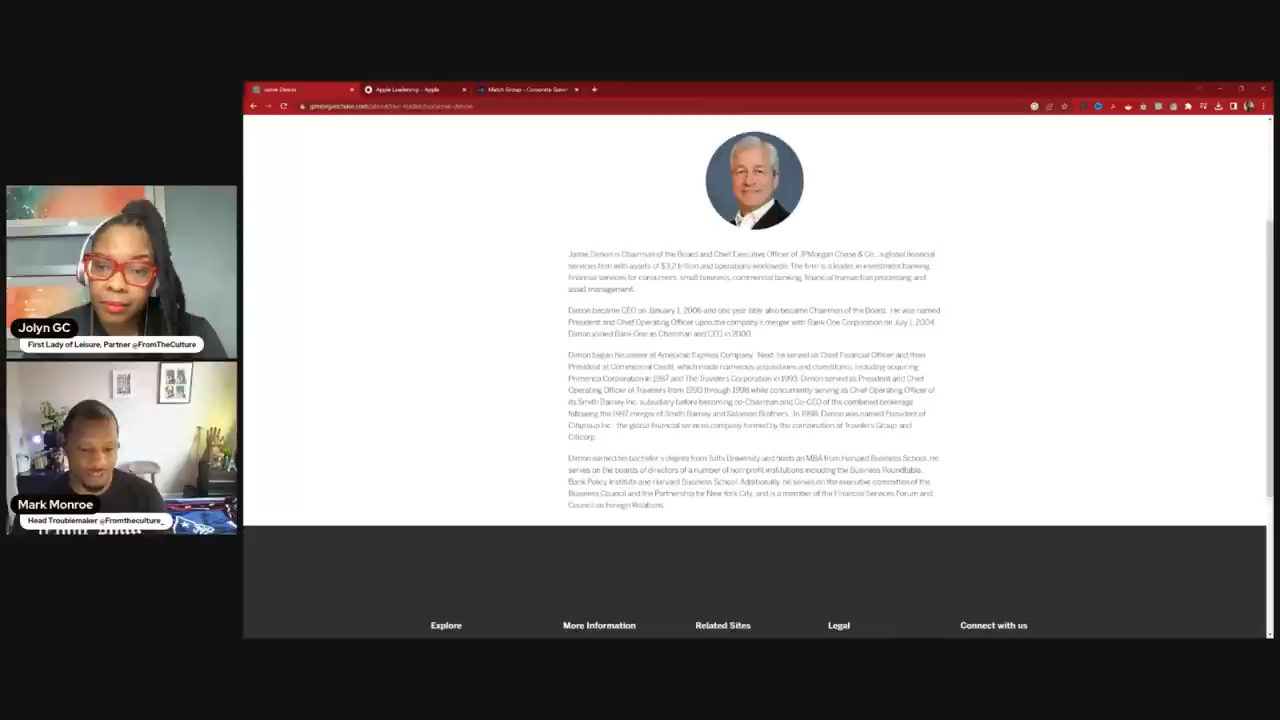 Jamie Dimon
Apple Leadership - Apple
Match Group - Corporate Gover
jpmorganchase.com/about/our-leadership/jamie-dimon
Jamie Dimon is Chairman of the Board and Chief Executive Officer of JPMorgan Chase & Co., a global financial
services firm with assets of $3.2 trillion and operations worldwide. The firm is a leader in investment banking,
financial services for consumers, small business, commercial banking, financial transaction processing and
asset management.
Dimon became CEO on January 1, 2006 and one year later also became Chairman of the Board. He was named
President and Chief Operating Officer upon the company's merger with Bank One Corporation on July 1, 2004.
Dimon joined Bank One as Chairman and CEO in 2000.
Dimon began his career at American Express Company. Next, he served as Chief Financial Officer and then
President at Commercial Credit, which made numerous acquisitions and divestitures, including acquiring
Primerica Corporation in 1987 and The Travelers Corporation in 1993. Dimon served as President and Chief
Operating Officer of Travelers from 1990 through 1998 while concurrently serving as Chief Operating Officer of
its Smith Barney Inc. subsidiary before becoming co-Chairman and Co-CEO of the combined brokerage
following the 1997 merger of Smith Barney and Salomon Brothers. In 1998, Dimon was named President of
Citigroup Inc., the global financial services company formed by the combination of Travelers Group and
Citicorp.
Dimon earned his bachelor's degree from Tufts University and holds an MBA from Harvard Business School. He
serves on the boards of directors of a number of non-profit institutions including the Business Roundtable,
Bank Policy Institute and Harvard Business School. Additionally, he serves on the executive committee of the
Business Council and the Partnership for New York City, and is a member of the Financial Services Forum and
Council on Foreign Relations.
Explore
More Information
Related Sites
Legal
Connect with us
Jolyn GC
First Lady of Leisure, Partner @FromTheCulture
Mark Monroe
Head Troublemaker @Fromtheculture_